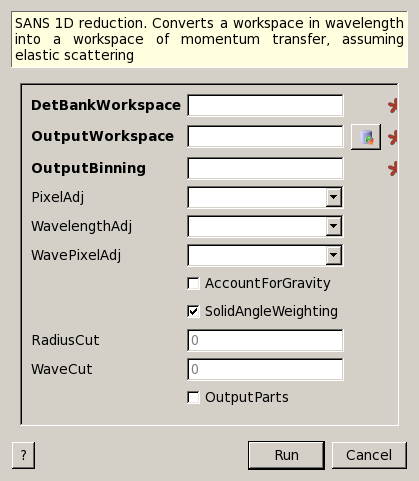 SANS 1D reduction. Converts a workspace in wavelength
into a workspace of momentum transfer, assuming
elastic scattering
DetBankWorkspace
OutputWorkspace
OutputBinning
PixelAdj
WavelengthAdj
WavePixelAdj
AccountForGravity
SolidAngleWeighting
RadiusCut 0
WaveCut 0
OutputParts
? Run Cancel